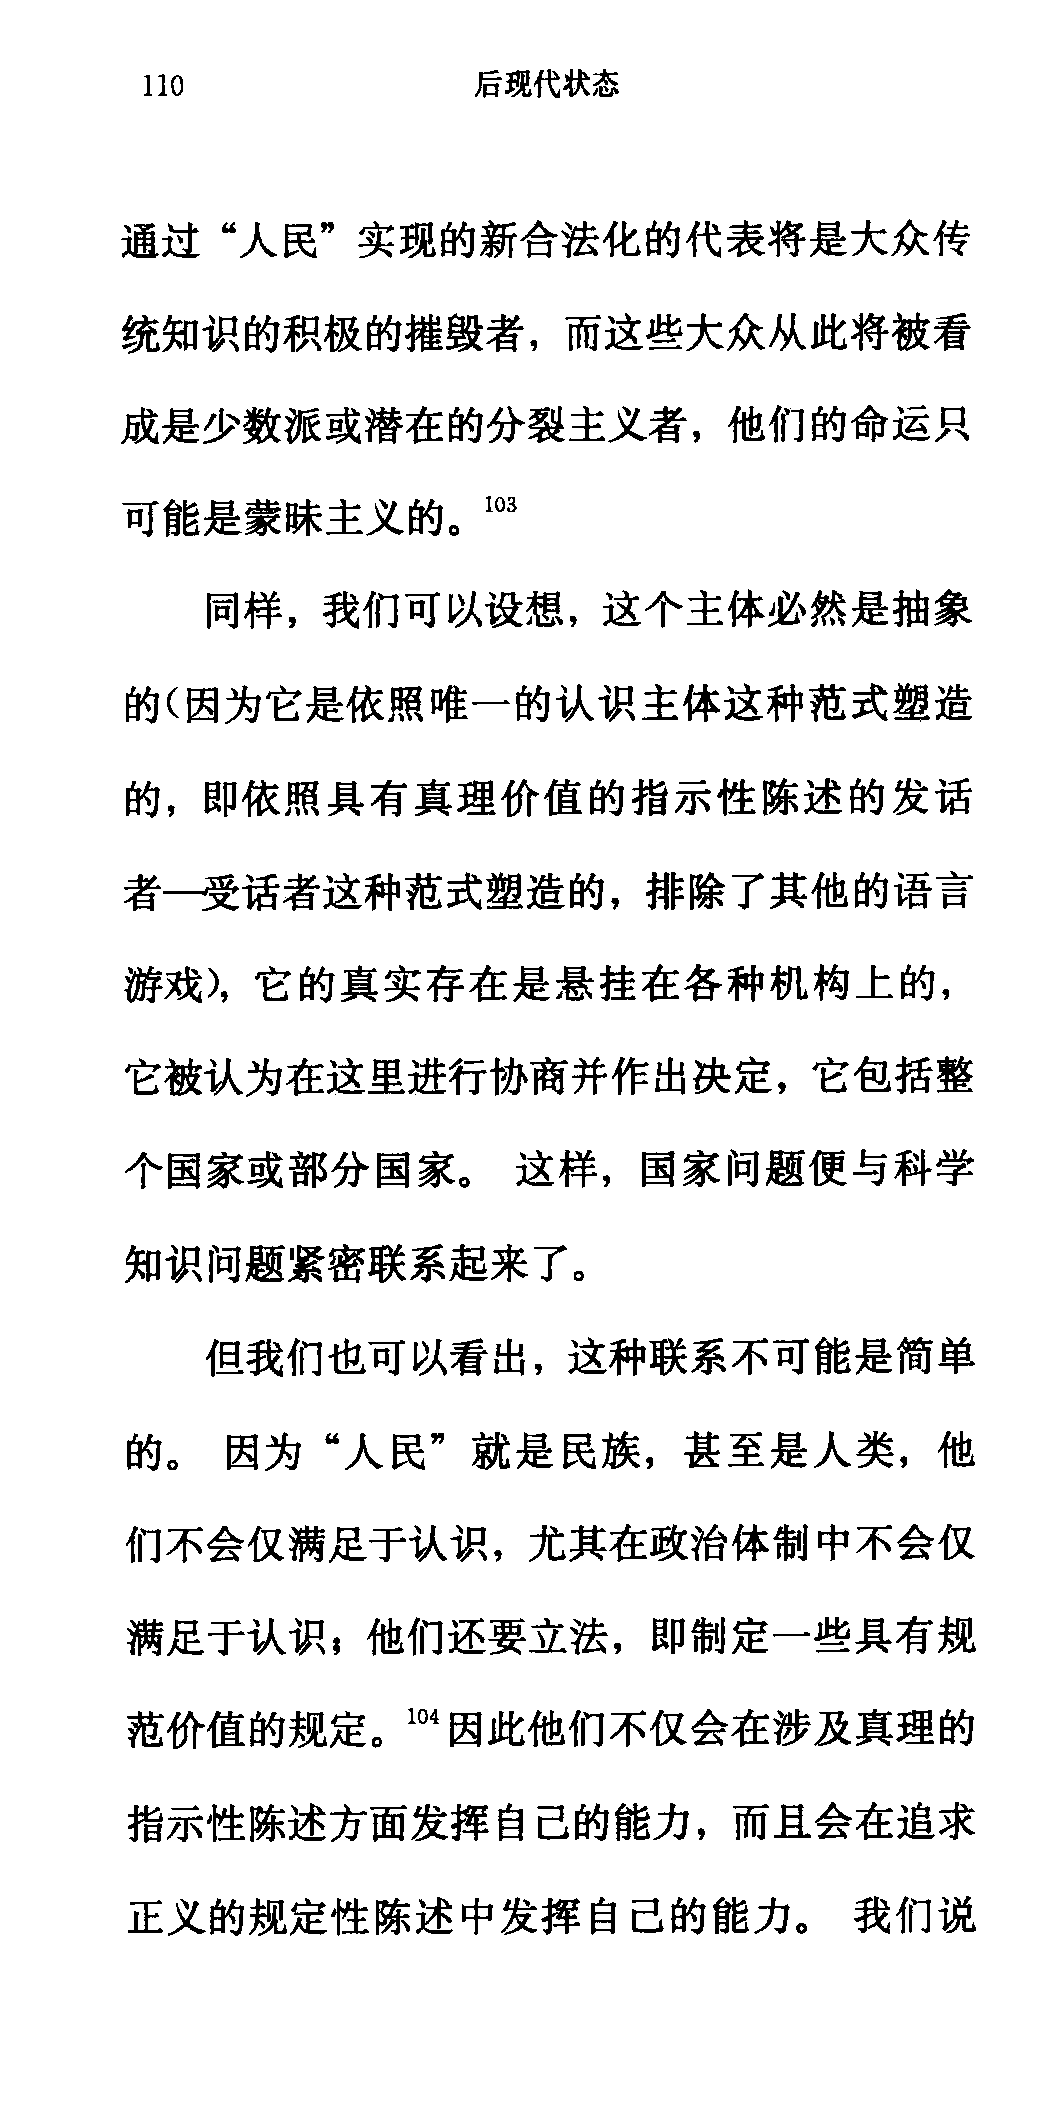 110 后现代状态
通过“人民”实现的新合法化的代表将是大众传
统知识的积极的摧毁者，而这些大众从此将被看
成是少数派或潜在的分裂主义者，他们的命运只
可能是蒙昧主义的。103
同样，我们可以设想，这个主体必然是抽象
的（因为它是依照唯一的认识主体这种范式塑造
的，即依照具有真理价值的指示性陈述的发话
者—受话者这种范式塑造的，排除了其他的语言
游戏），它的真实存在是悬挂在各种机构上的，
它被认为在这里进行协商并作出决定，它包括整
个国家或部分国家。 这样，国家问题便与科学
知识问题紧密联系起来了。
但我们也可以看出，这种联系不可能是简单
的。 因为“人民”就是民族，甚至是人类，他
们不会仅满足于认识，尤其在政治体制中不会仅
满足于认识；他们还要立法，即制定一些具有规
范价值的规定。104因此他们不仅会在涉及真理的
指示性陈述方面发挥自己的能力，而且会在追求
正义的规定性陈述中发挥自己的能力。 我们说